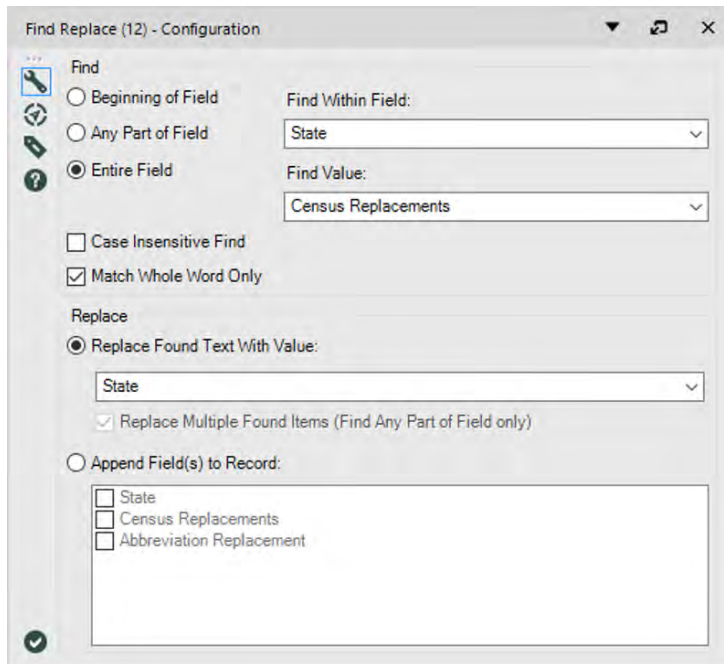 Find Replace (12) - Configuration
Find
Beginning of Field
Find Within Field:
Any Part of Field
State
Entire Field
Find Value:
Census Replacements
Case Insensitive Find
Match Whole Word Only
Replace
Replace Found Text With Value:
State
Replace Multiple Found Items (Find Any Part of Field only)
Append Field(s) to Record:
State
Census Replacements
Abbreviation Replacement